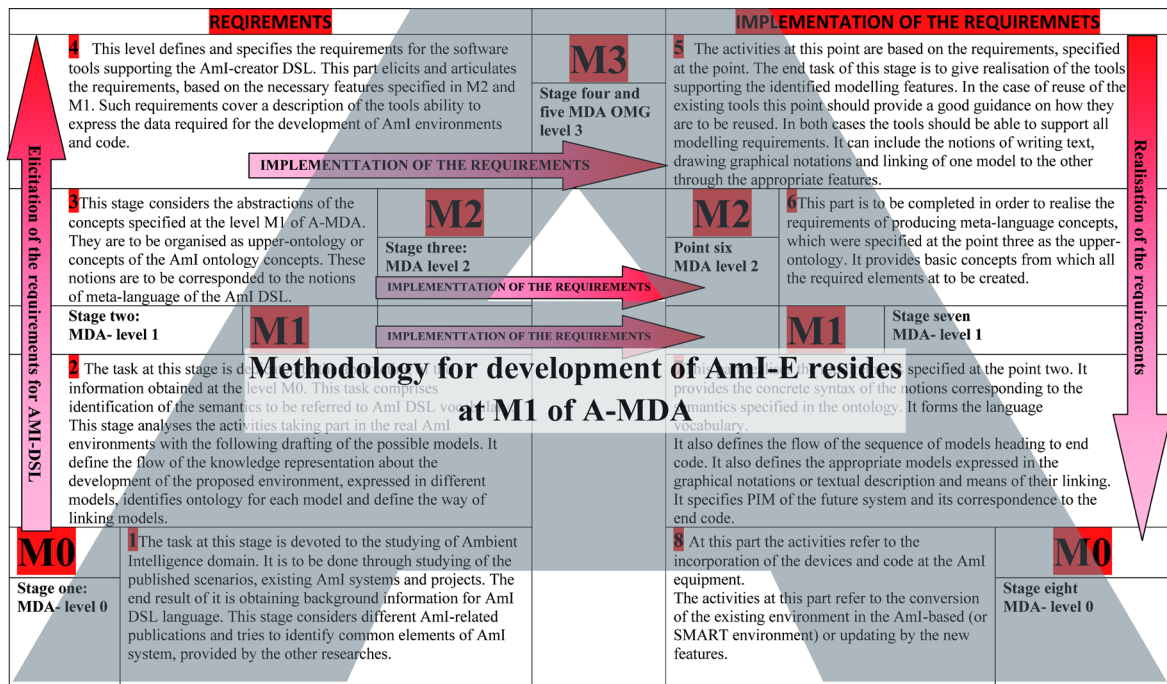 REQIREMENTS
IMPLEMENTATION OF THE REQUIREMNETS
Elicitation of the requirements for AMI-DSL
4 This level defines and specifies the requirements for the software
tools supporting the AmI-creator DSL. This part elicits and articulates
the requirements, based on the necessary features specified in M2 and
M1. Such requirements cover a description of the tools ability to
express the data required for the development of AmI environments
and code.
M3
Stage four and
five MDA OMG
level 3
5 The activities at this point are based on the requirements, specified
at the point. The end task of this stage is to give realisation of the tools
supporting the identified modelling features. In the case of reuse of the
existing tools this point should provide a good guidance on how they
are to be reused. In both cases the tools should be able to support all
modelling requirements. It can include the notions of writing text,
drawing graphical notations and linking of one model to the other
through the appropriate features.
Realisation of the requirements
IMPLEMENTTATION OF THE REQUIREMENTS
3 This stage considers the abstractions of the
concepts specified at the level M1 of A-MDA.
They are to be organised as upper-ontology or
concepts of the AmI ontology concepts. These
notions are to be corresponded to the notions
of meta-language of the AmI DSL.
M2
Stage three:
MDA level 2
M2
Point six
MDA level 2
6 This part is to be completed in order to realise the
requirements of producing meta-language concepts,
which were specified at the point three as the upper-
ontology. It provides basic concepts from which all
the required elements at to be created.
IMPLEMENTTATION OF THE REQUIREMENTS
Stage two:
MDA- level 1
M1
IMPLEMENTTATION OF THE REQUIREMENTS
M1
Stage seven
MDA- level 1
Methodology for development of AmI-E resides
at M1 of A-MDA
2 The task at this stage is
information obtained at the level M0. This task comprises
identification of the semantics to be referred to AmI DSL
This stage analyses the activities taking part in the real AmI
environments with the following drafting of the possible models. It
define the flow of the knowledge representation about the
development of the proposed environment, expressed in different
models, identifies ontology for each model and define the way of
linking models.
specified at the point two. It
provides the concrete syntax of the notions corresponding to the
semantics specified in the ontology. It forms the language
vocabulary.
It also defines the flow of the sequence of models heading to end
code. It also defines the appropriate models expressed in the
graphical notations or textual description and means of their linking.
It specifies PIM of the future system and its correspondence to the
end code.
M0
Stage one:
MDA- level 0
1 The task at this stage is devoted to the studying of Ambient
Intelligence domain. It is to be done through studying of the
published scenarios, existing AmI systems and projects. The
end result of it is obtaining background information for AmI
DSL language. This stage considers different AmI-related
publications and tries to identify common elements of AmI
system, provided by the other researches.
8 At this part the activities refer to the
incorporation of the devices and code at the AmI
equipment.
The activities at this part refer to the conversion
of the existing environment in the AmI-based (or
SMART environment) or updating by the new
features.
M0
Stage eight
MDA- level 0